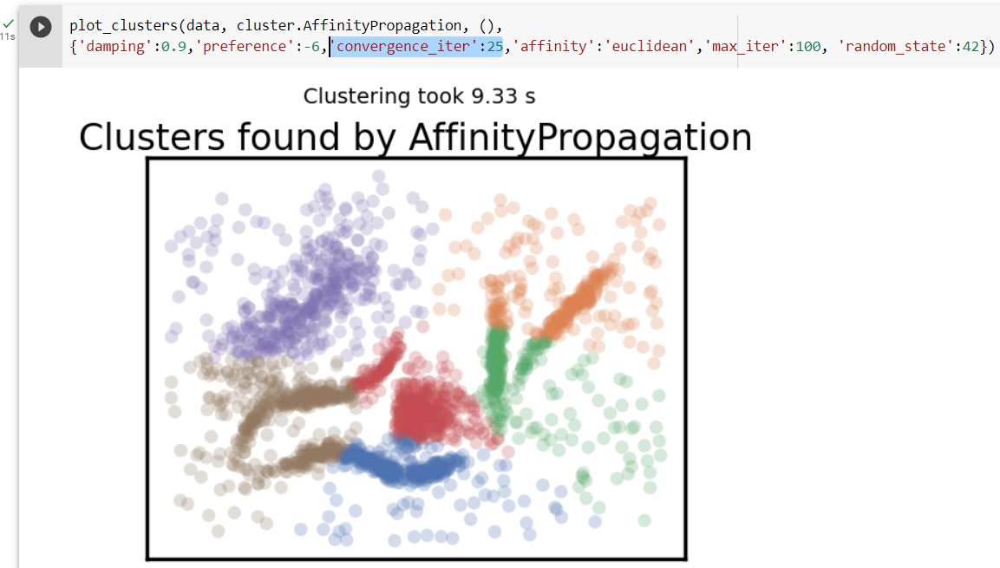 plot_clusters(data, cluster.AffinityPropagation, (),
{'damping':0.9,'preference':-6,'convergence_iter':25,'affinity':'euclidean','max_iter':100, 'random_state':42})
11s
Clustering took 9.33 s
Clusters found by AffinityPropagation